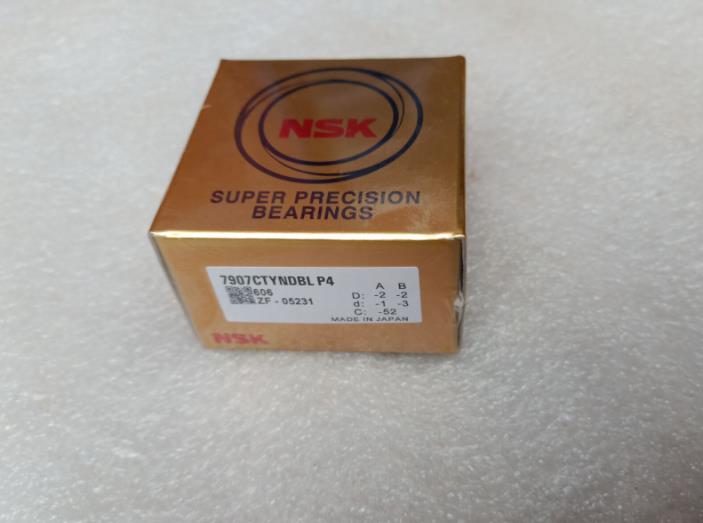 NSK
SUPER PRECISION
BEARINGS
7907CTYNDBL P4
606
ZF - 05231
A B
D: -2 -2
d: -1 -3
C: -52
MADE IN JAPAN
NSK